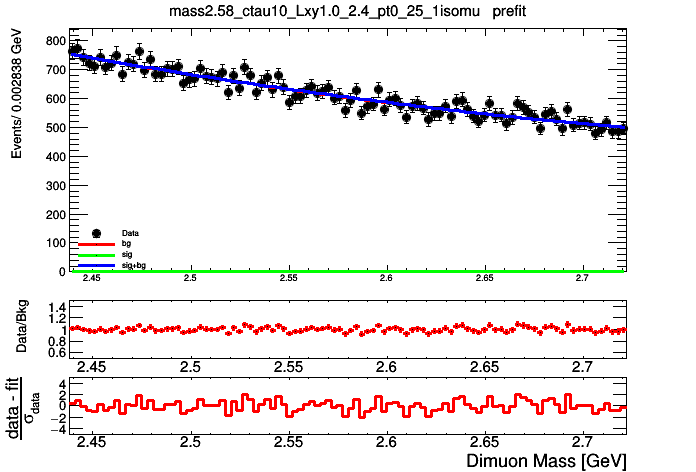 mass2.58_ctau10_Lxy1.0_2.4_pt0_25_1isomu prefit
Events/ 0.002838 GeV
800
700
600
500
400
300
200
100
0
Data
bg
sig
sig+bg
2.45 2.5 2.55 2.6 2.65 2.7
Data/Bkg
1.4
1.2
1
0.8
0.6
2.45 2.5 2.55 2.6 2.65 2.7
data - fit
σdata
4
2
0
−2
−4
2.45 2.5 2.55 2.6 2.65 2.7
Dimuon Mass [GeV]